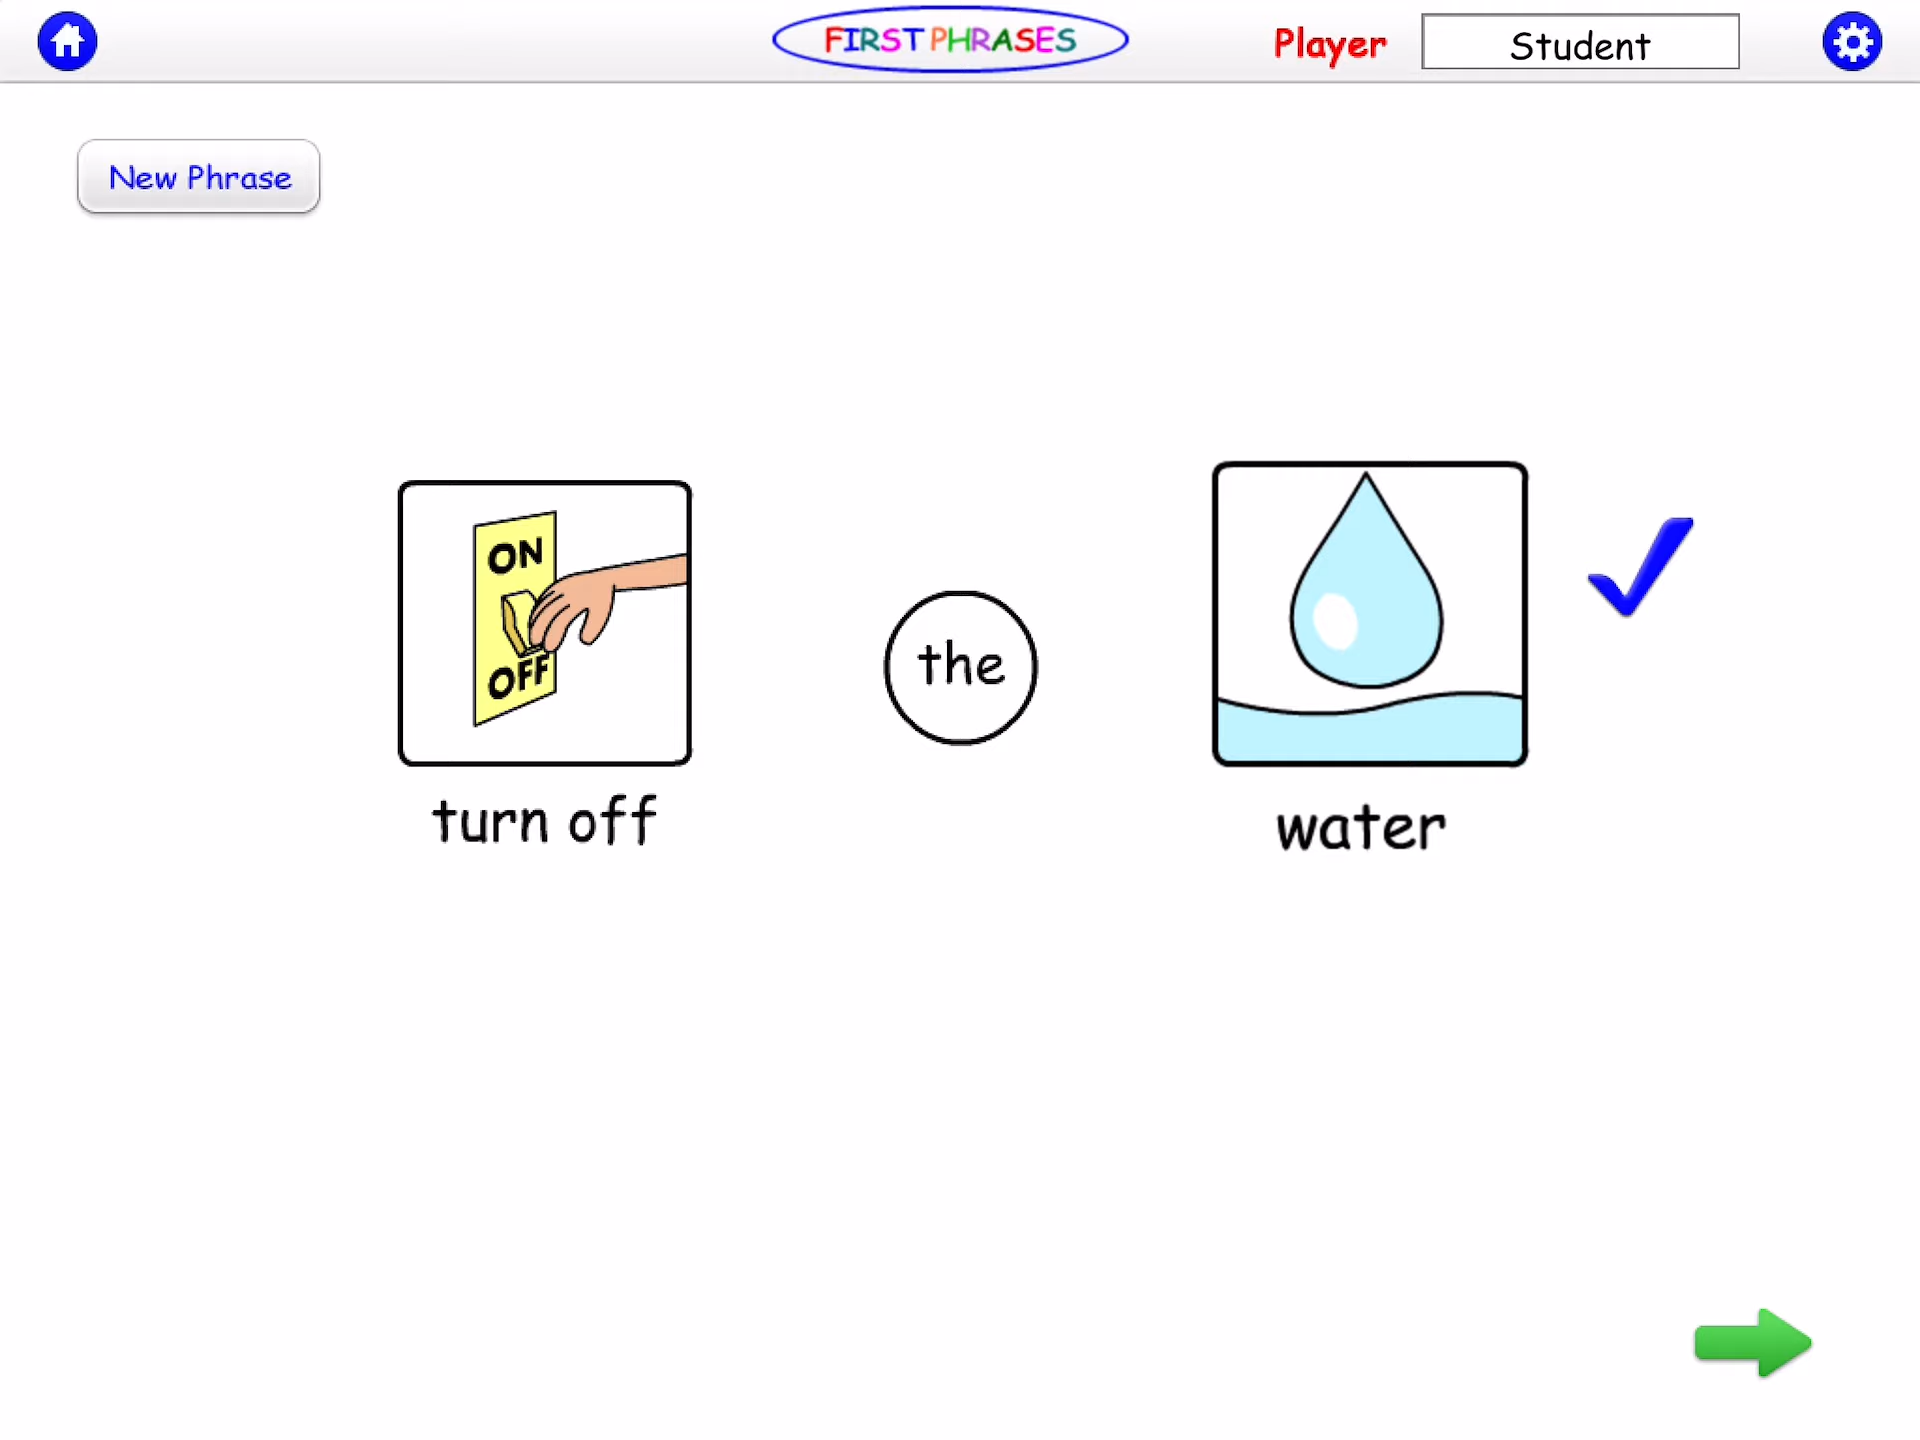 FIRST PHRASES
Player
Student
New Phrase
ON
OFF
the
turn off
water